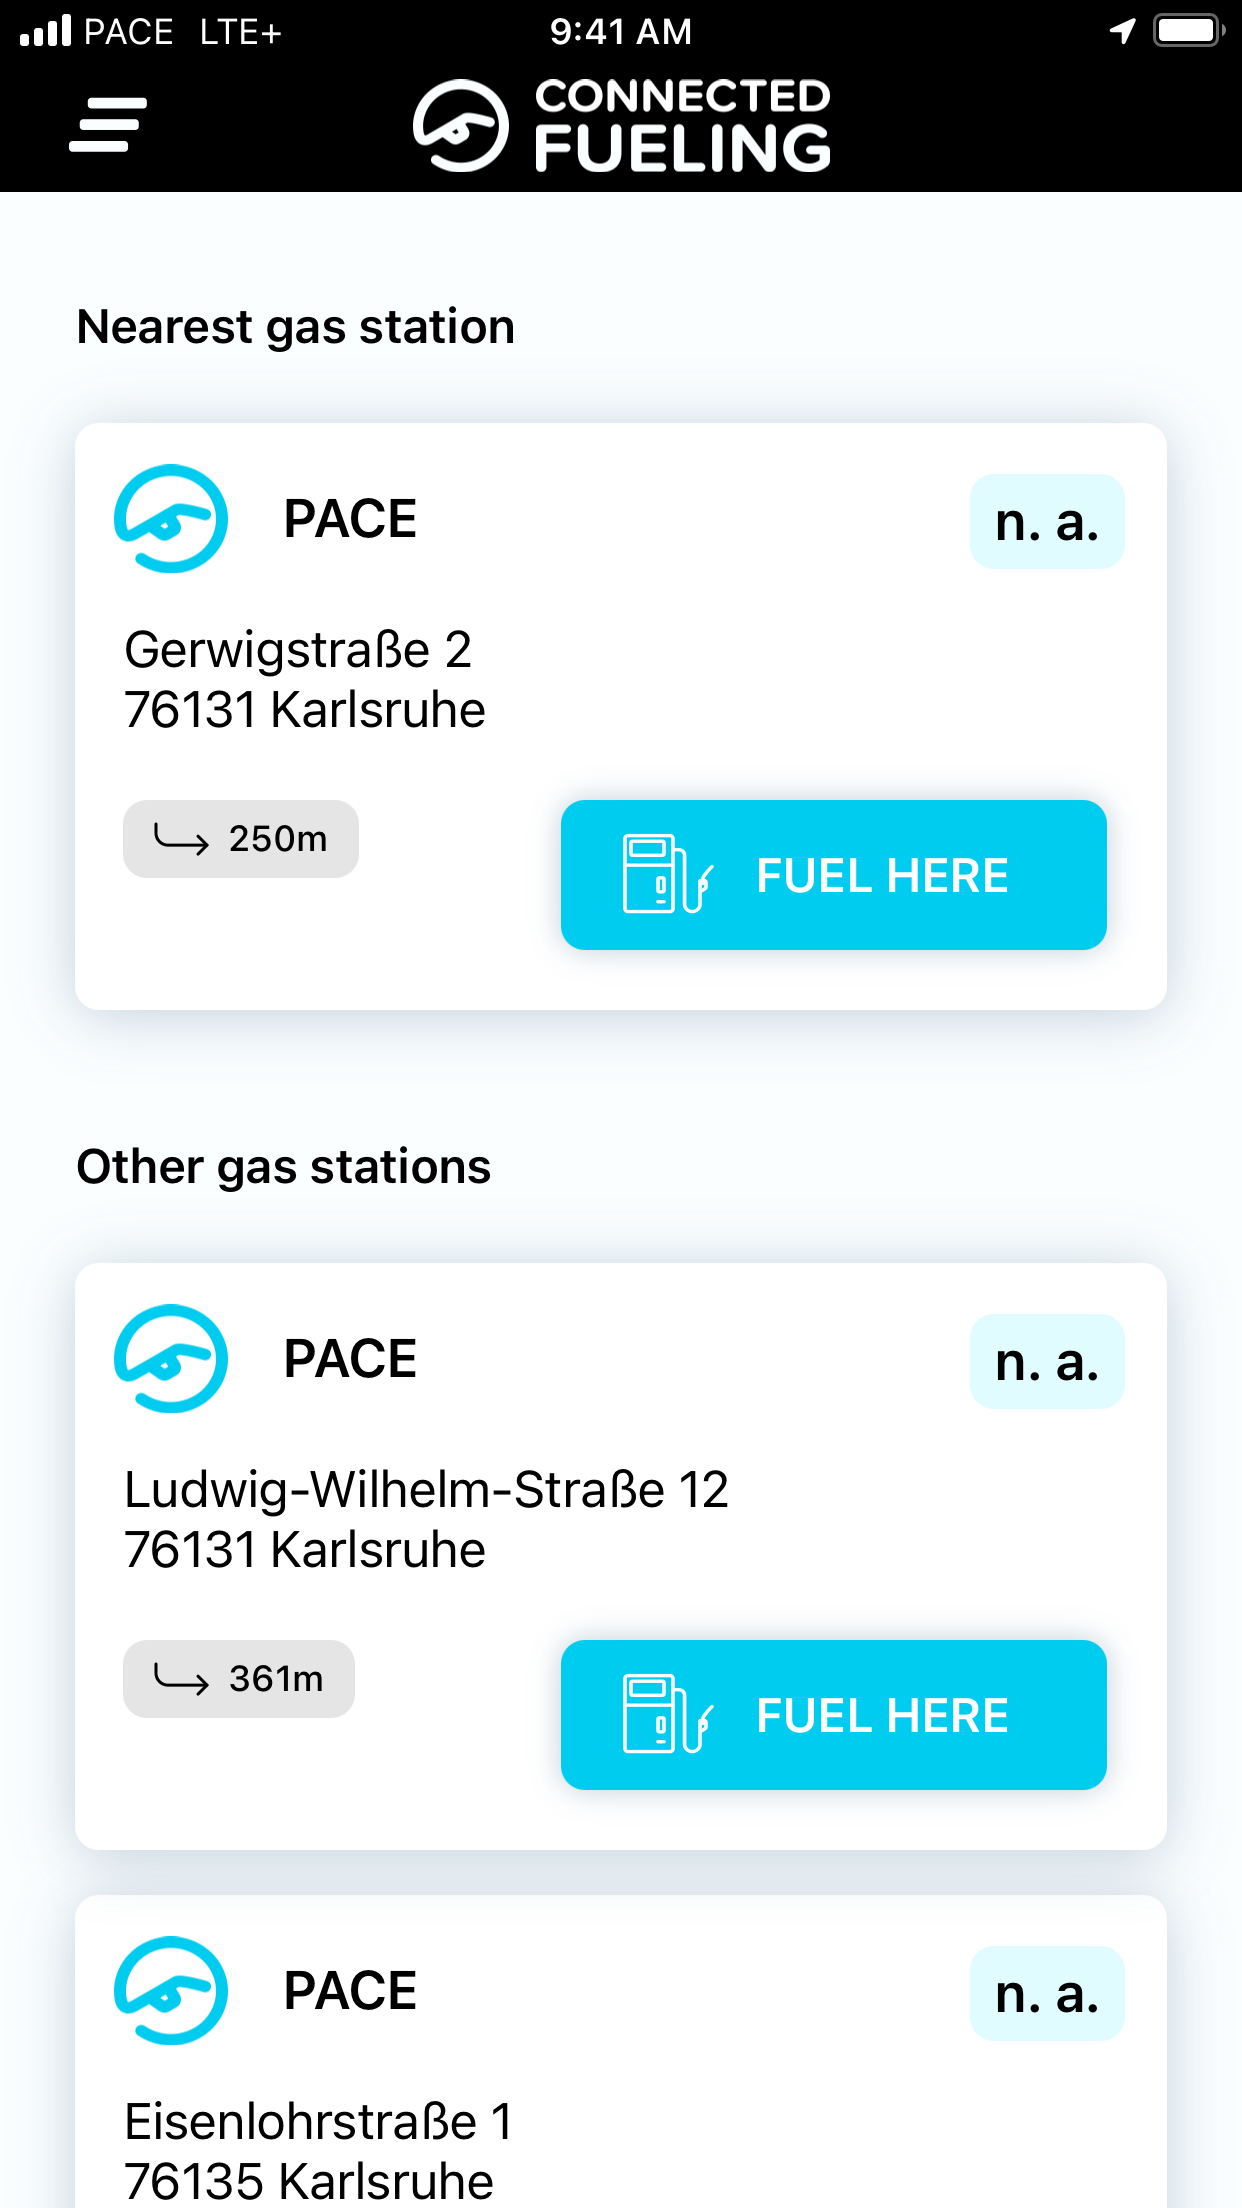 PACE LTE+ 9:41 AM
CONNECTED
FUELING
Nearest gas station
PACE n. a.
Gerwigstraße 2
76131 Karlsruhe
250m
FUEL HERE
Other gas stations
PACE n. a.
Ludwig-Wilhelm-Straße 12
76131 Karlsruhe
361m
FUEL HERE
PACE n. a.
Eisenlohrstraße 1
76135 Karlsruhe